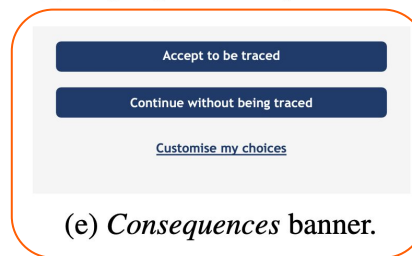 Accept to be traced
Continue without being traced
Customise my choices
(e) Consequences banner.